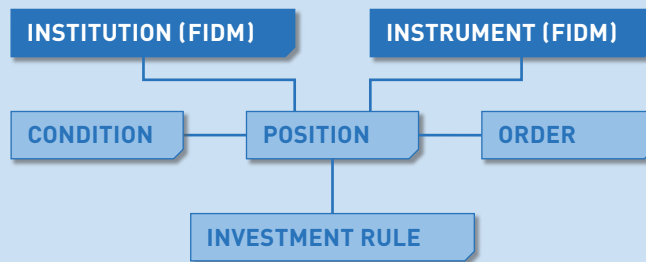 INSTITUTION (FIDM)
INSTRUMENT (FIDM)
CONDITION
POSITION
ORDER
INVESTMENT RULE